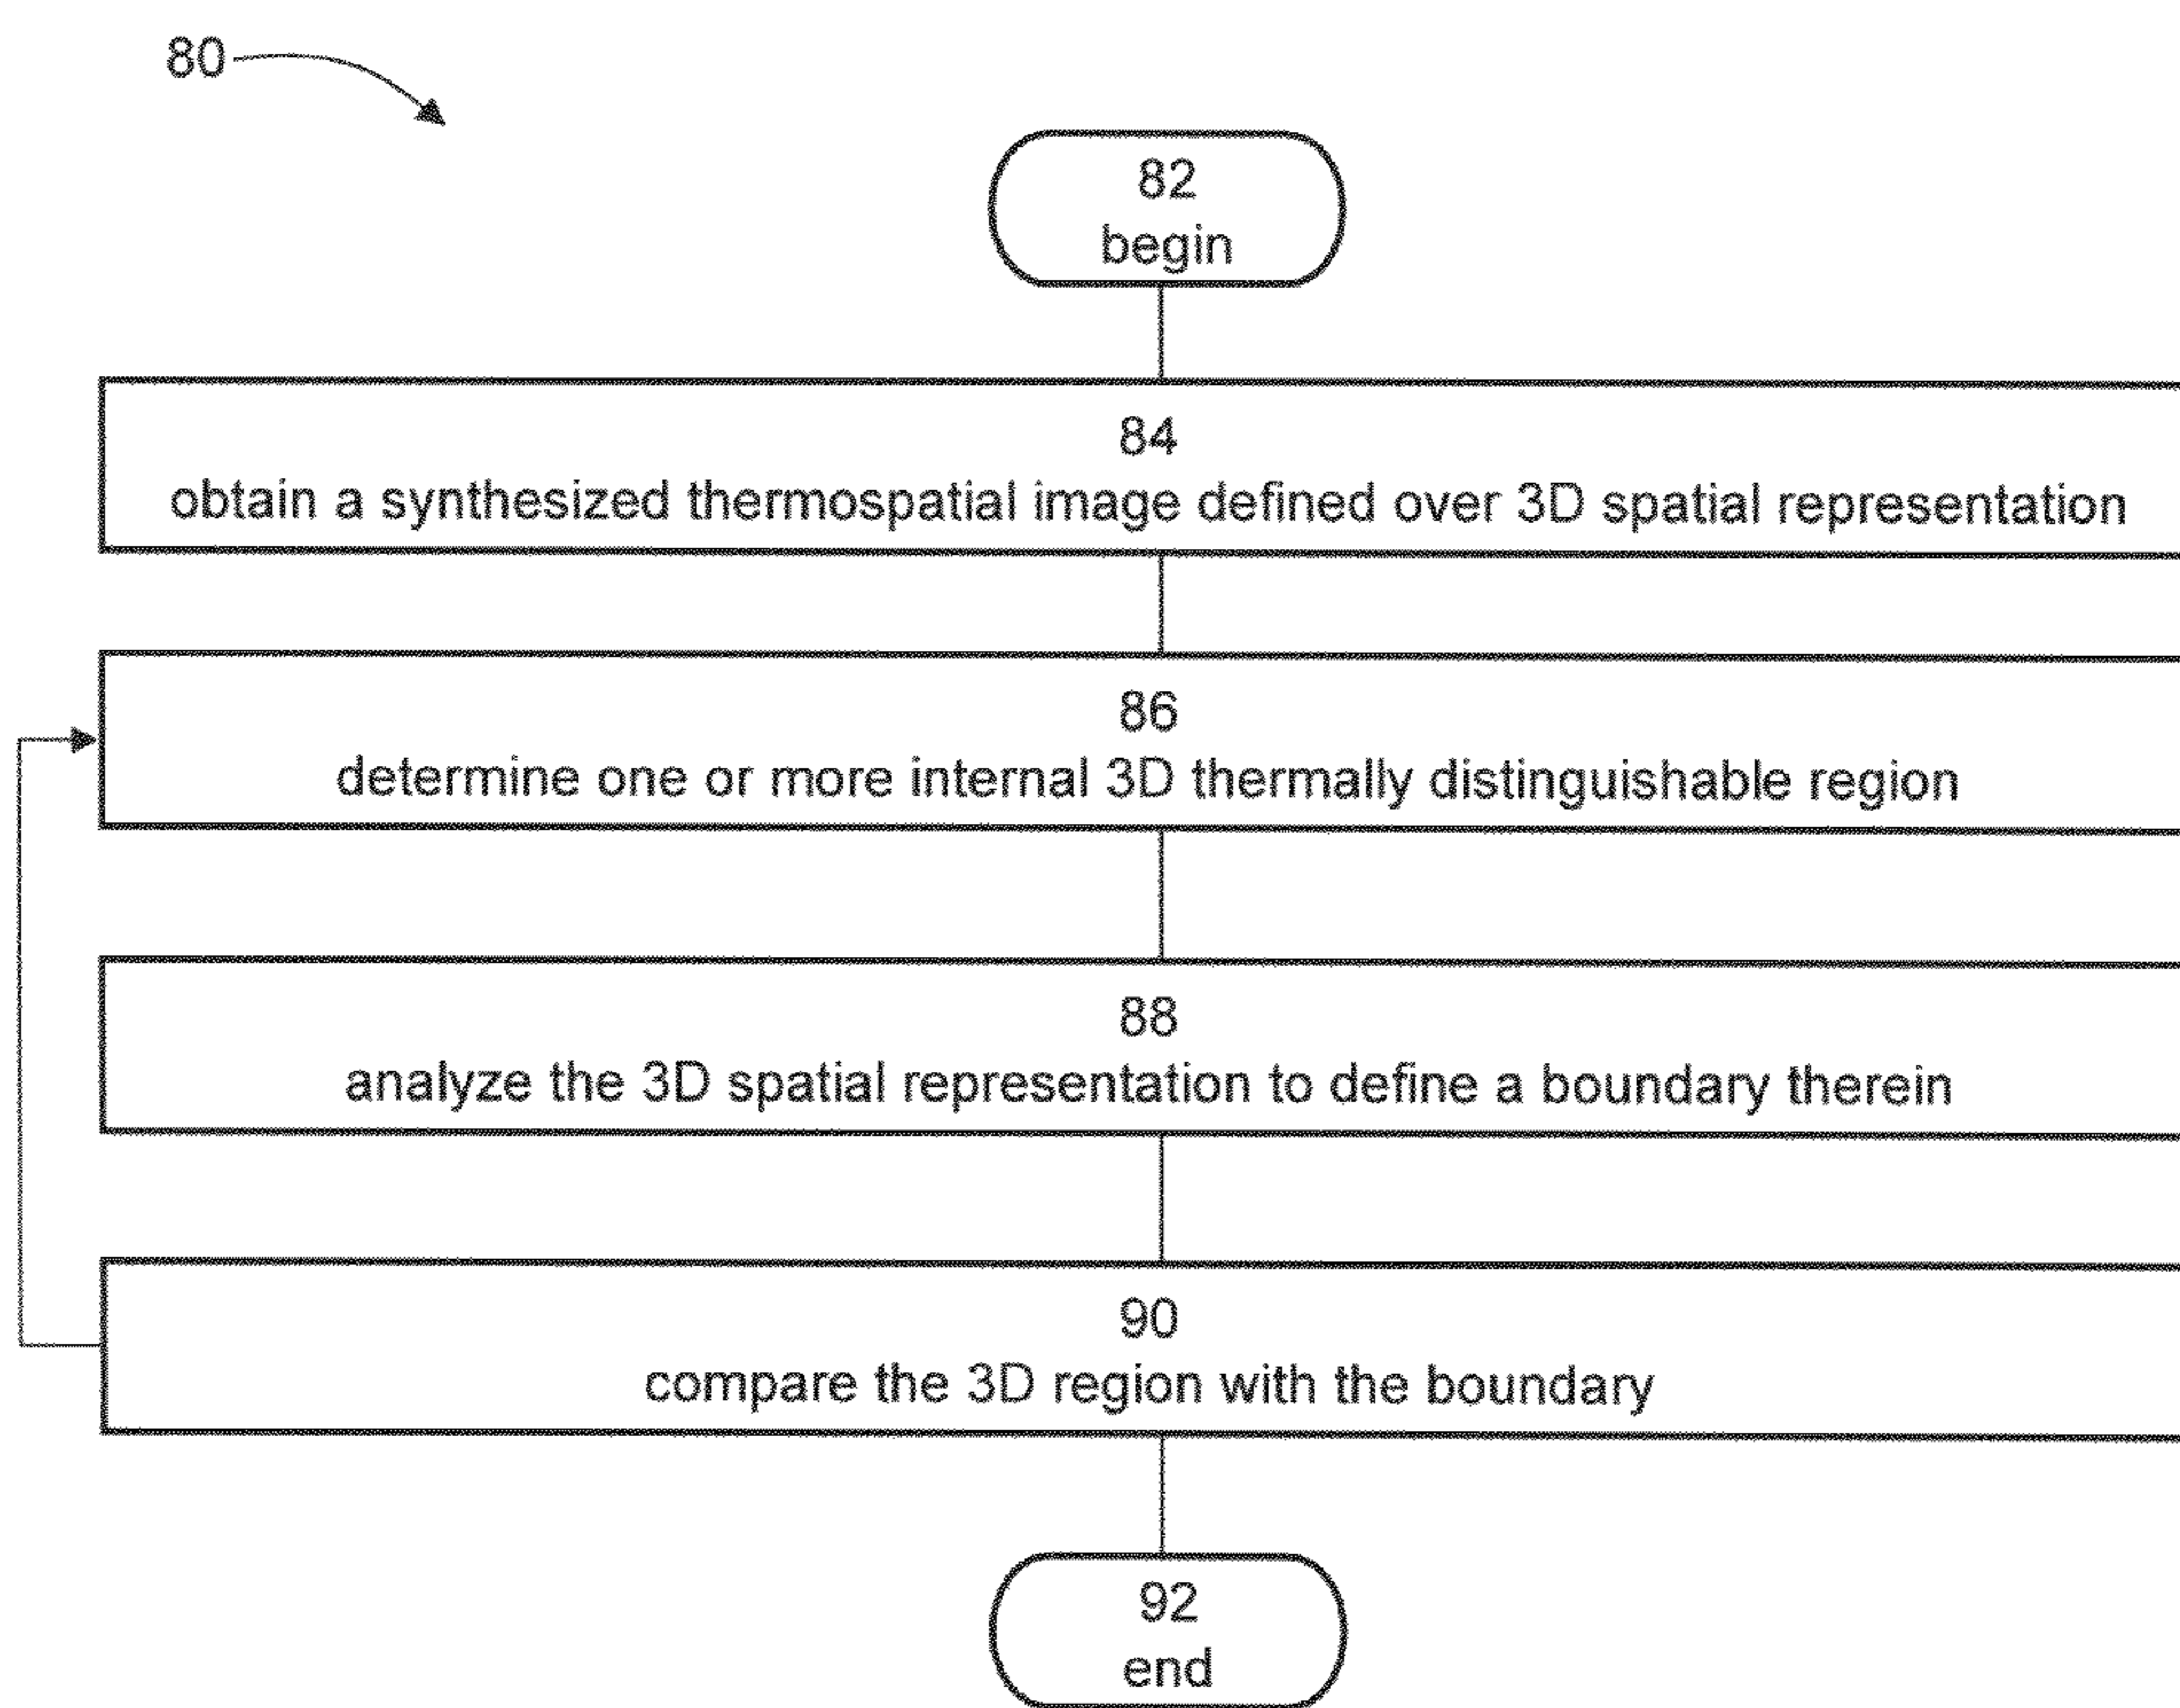 80
82
begin
84
obtain a synthesized thermospatial image defined over 3D spatial representation
86
determine one or more internal 3D thermally distinguishable region
88
analyze the 3D spatial representation to define a boundary therein
90
compare the 3D region with the boundary
92
end